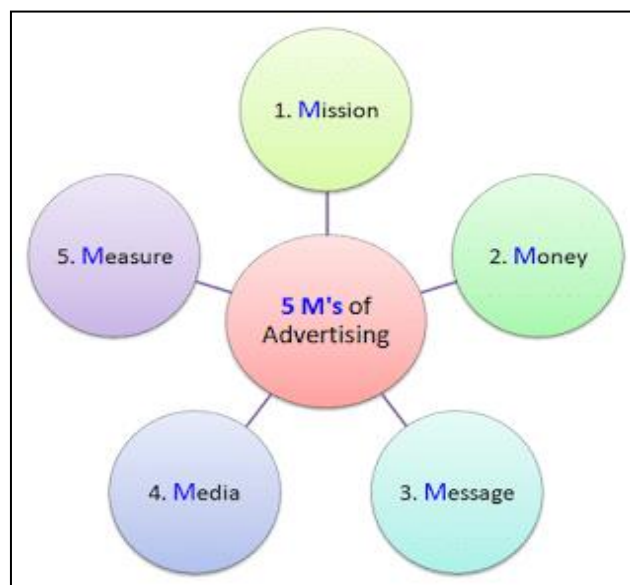 1. Mission
2. Money
3. Message
4. Media
5. Measure
5 M's of
Advertising